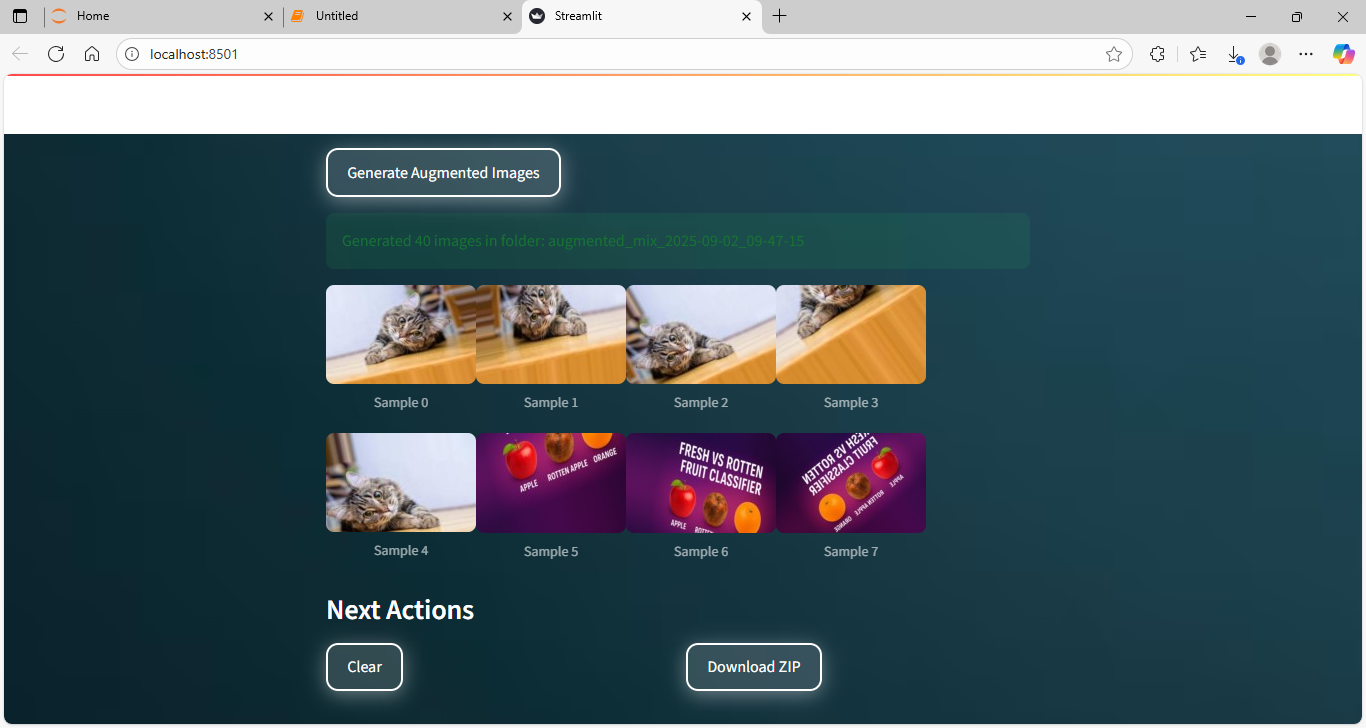 Home
Untitled
Streamlit
localhost:8501
Generate Augmented Images
Generated 40 images in folder: augmented_mix_2025-09-02_09-47-15
Sample 0
Sample 1
Sample 2
Sample 3
APPLE
ROTTEN APPLE
ORANGE
FRESH VS ROTTEN
FRUIT CLASSIFIER
APPLE
FRESH VS ROTTEN
FRUIT CLASSIFIER
APPLE
ROTTEN APPLE
ORANGE
Sample 4
Sample 5
Sample 6
Sample 7
Next Actions
Clear
Download ZIP